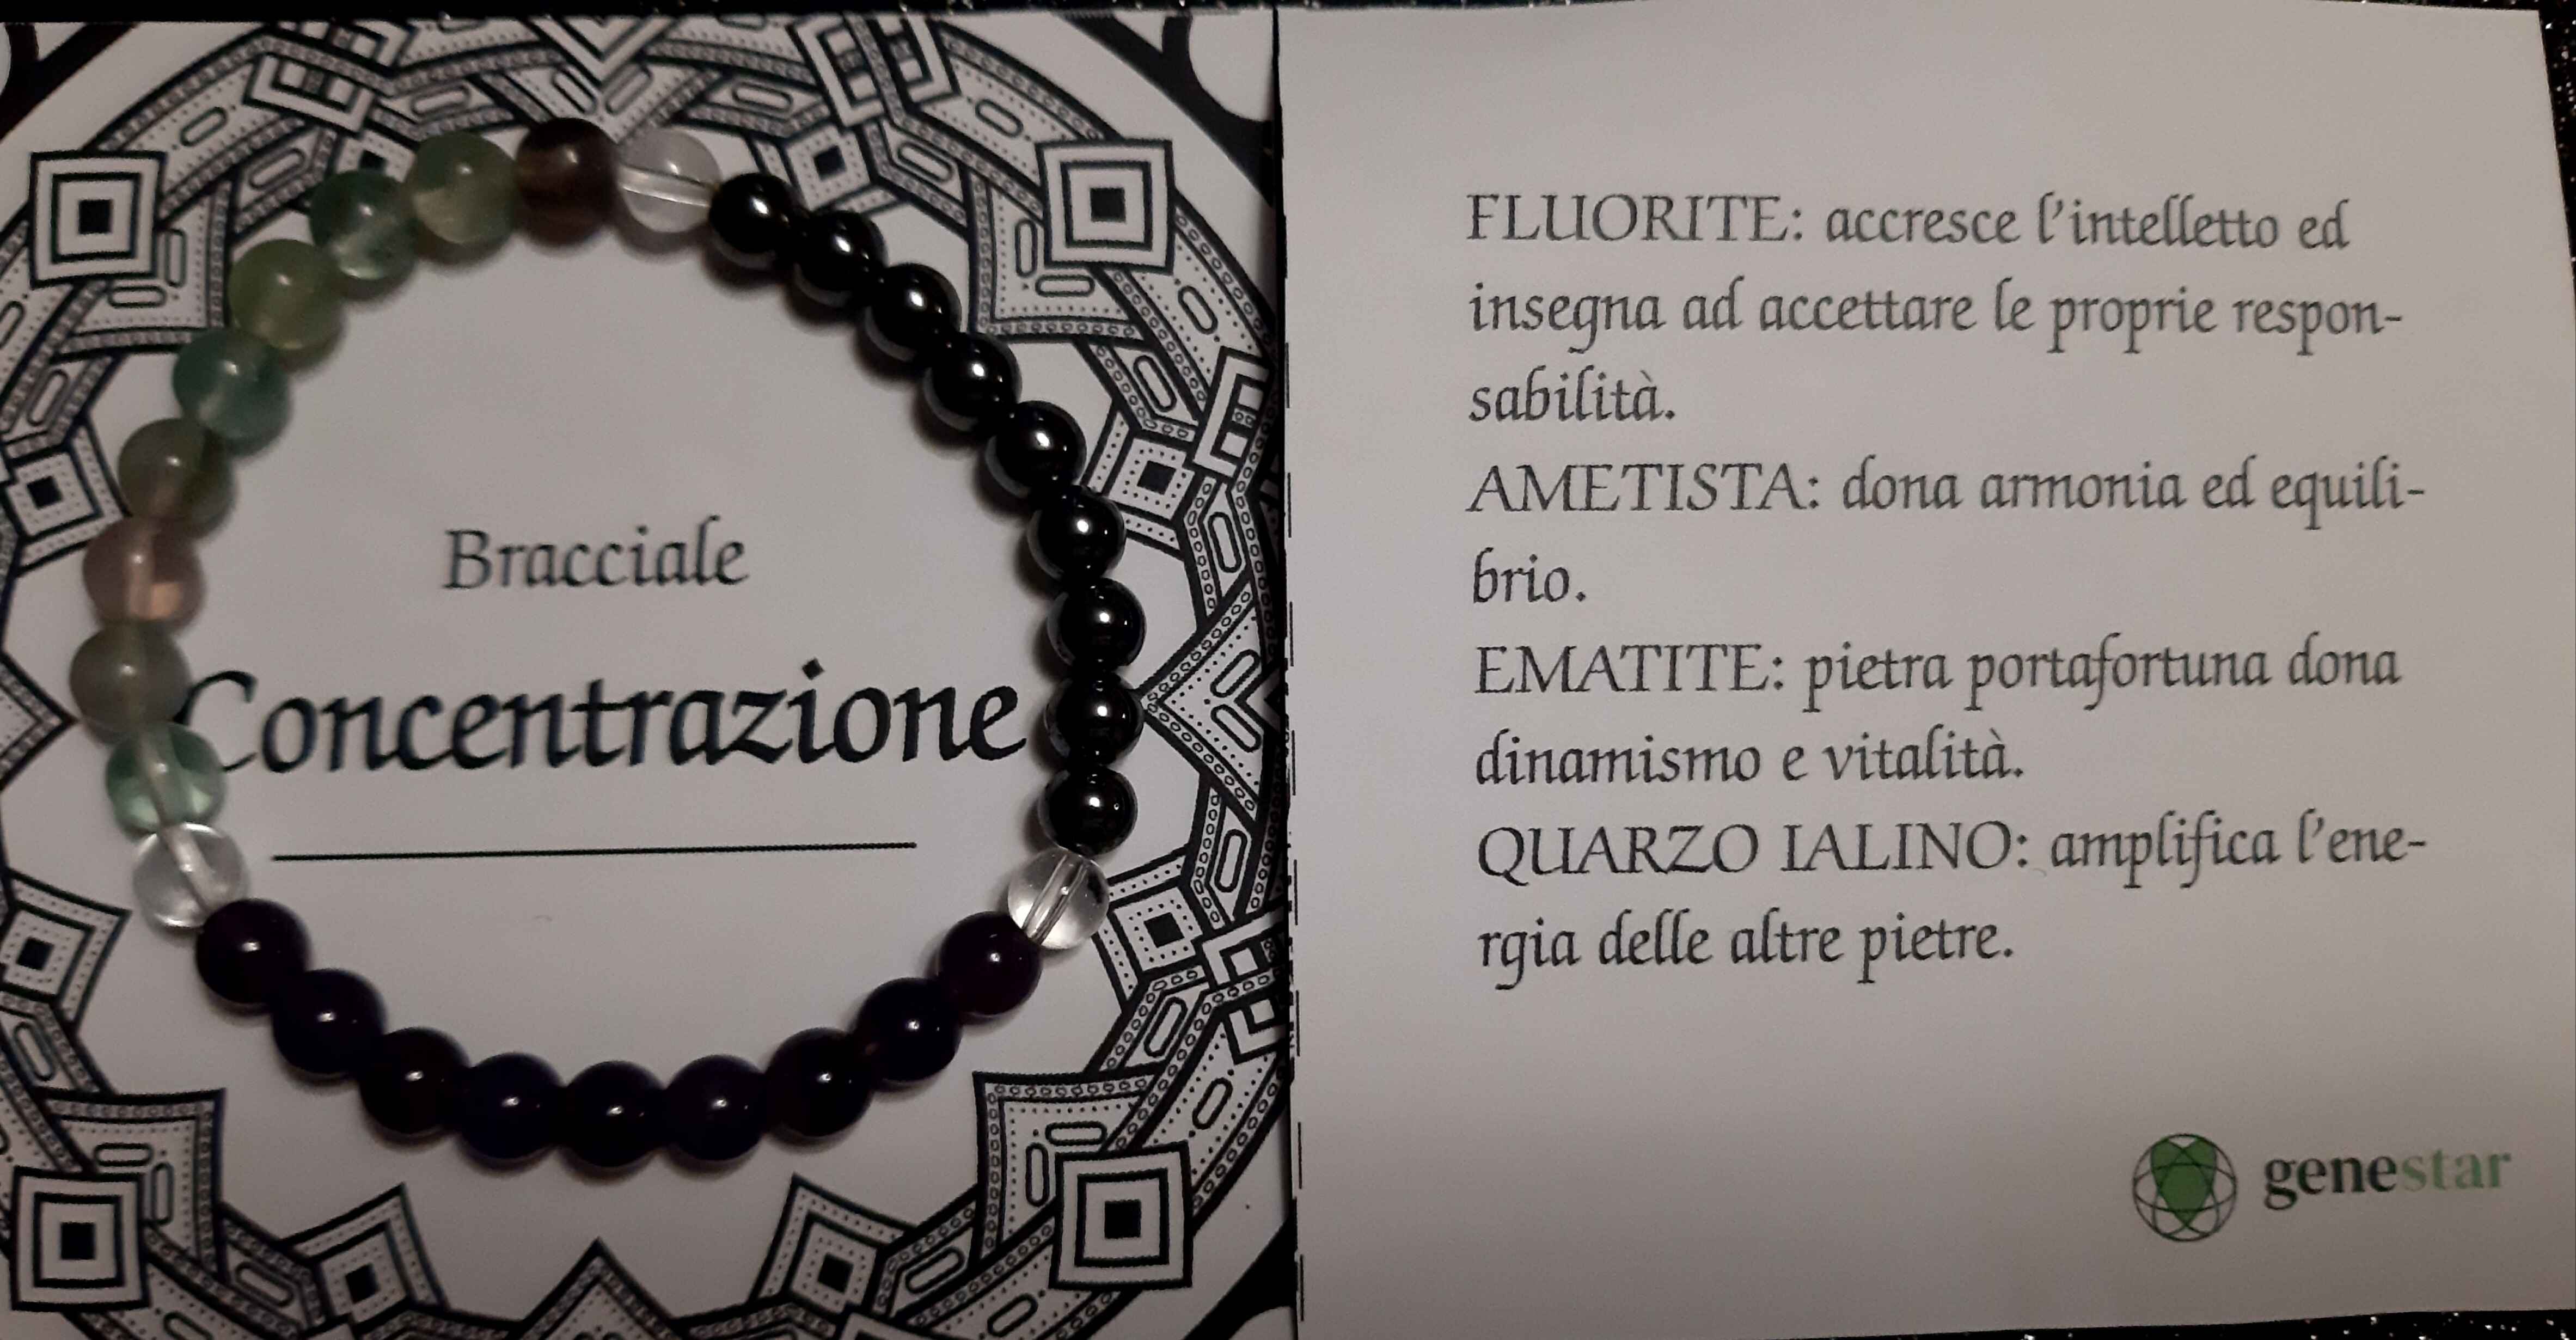 Bracciale
Concentrazione
FLUORITE: accresce l'intelletto ed
insegna ad accettare le proprie respon-
sabilità.
AMETISTA: dona armonia ed equili-
brio.
EMATITE: pietra portafortuna dona
dinamismo e vitalità.
QUARZO IALINO: amplifica l'ene-
rgia delle altre pietre.
genestar